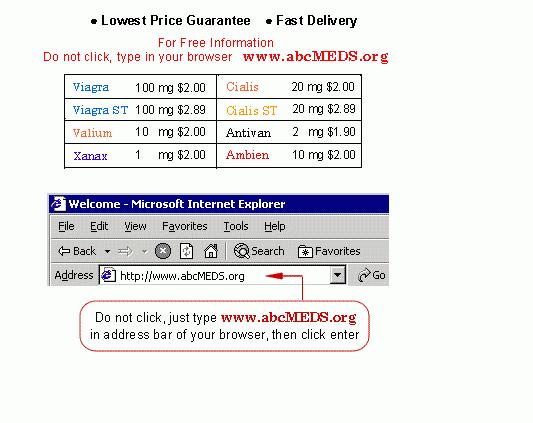 • Lowest Price Guarantee • Fast Delivery
For Free Information
Do not click, type in your browser www.abcMEDS.org
Viagra 100 mg $2.00 Cialis 20 mg $2.00
Viagra ST 100 mg $2.89 Cialis ST 20 mg $2.89
Valium 10 mg $2.00 Antivan 2 mg $1.90
Xanax 1 mg $2.00 Ambien 10 mg $2.00
Welcome - Microsoft Internet Explorer
File Edit View Favorites Tools Help
Back Search Favorites
Address http://www.abcMEDS.org Go
Do not click, just type www.abcMEDS.org
in address bar of your browser, then click enter